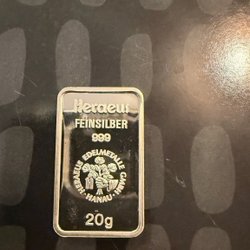 Heraeus
FEINSILBER
999
HERAEUS EDELMETALLE GMBH
·HANAU·
20g